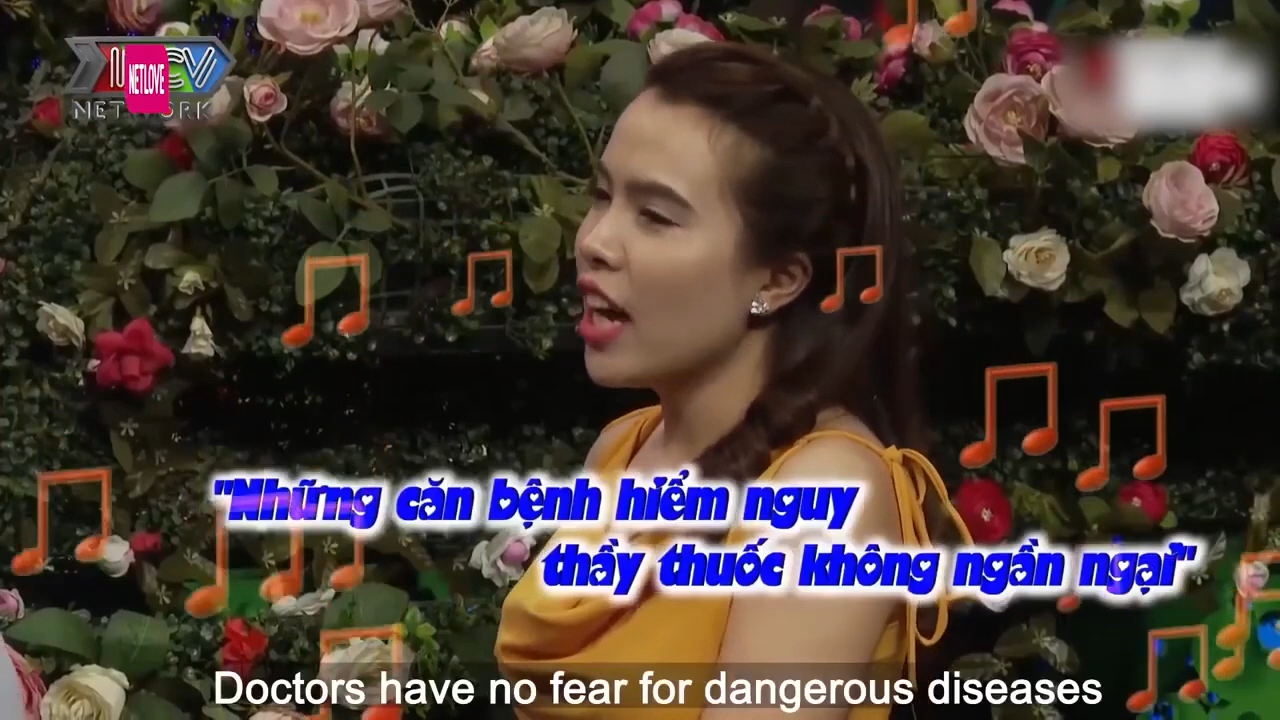 NETLOVE
NETWORK
"Những căn bệnh hiểm nguy
thầy thuốc không ngần ngại"
Doctors have no fear for dangerous diseases